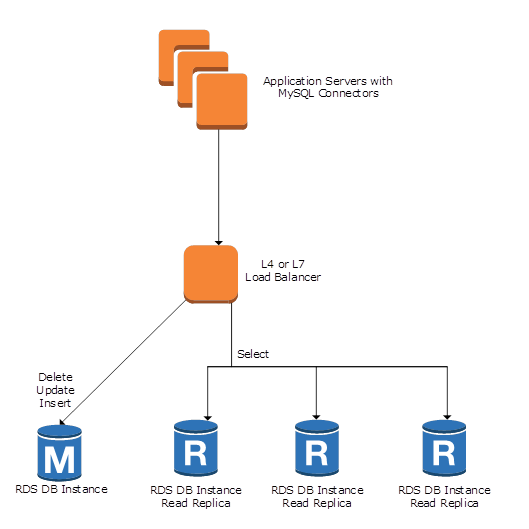 Application Servers with
MySQL Connectors
L4 or L7
Load Balancer
Select
Delete
Update
Insert
M
R
R
R
RDS DB Instance
RDS DB Instance
Read Replica
RDS DB Instance
Read Replica
RDS DB Instance
Read Replica